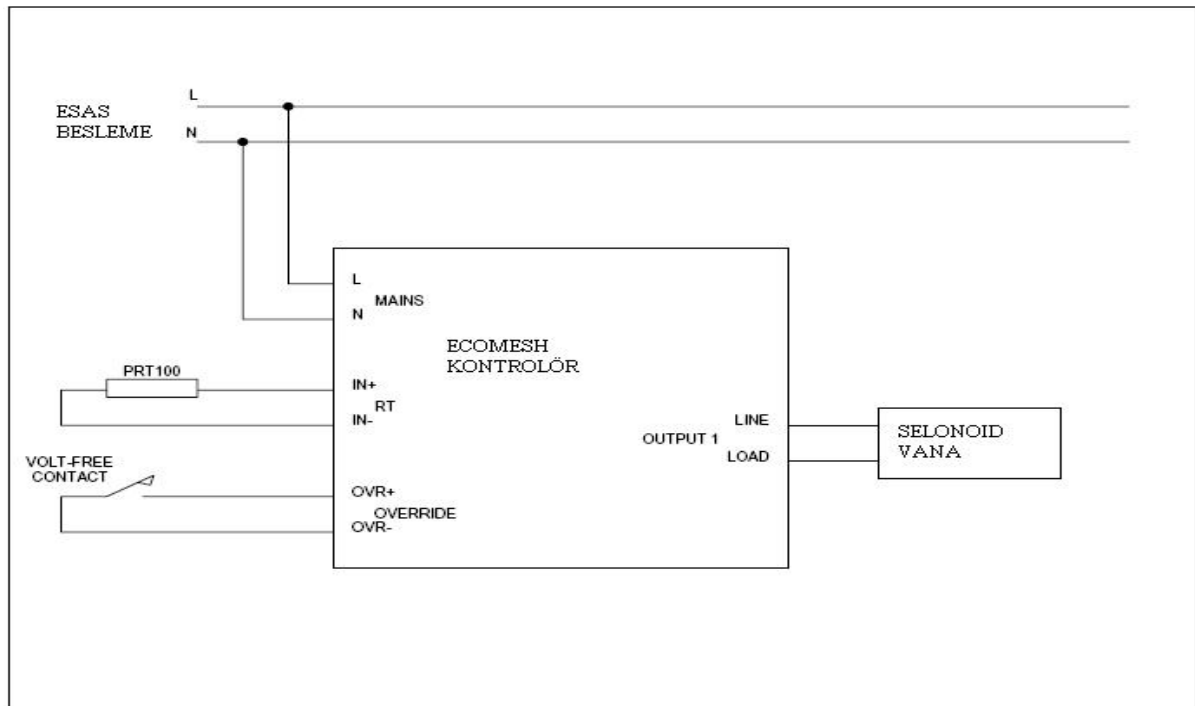 L
ESAS
BESLEME
N
L
MAINS
N
ECOMESH
KONTROLÖR
PRT100
IN+
RT
IN-
LINE
OUTPUT 1
LOAD
SELONOID
VANA
VOLT-FREE
CONTACT
OVR+
OVERRIDE
OVR-